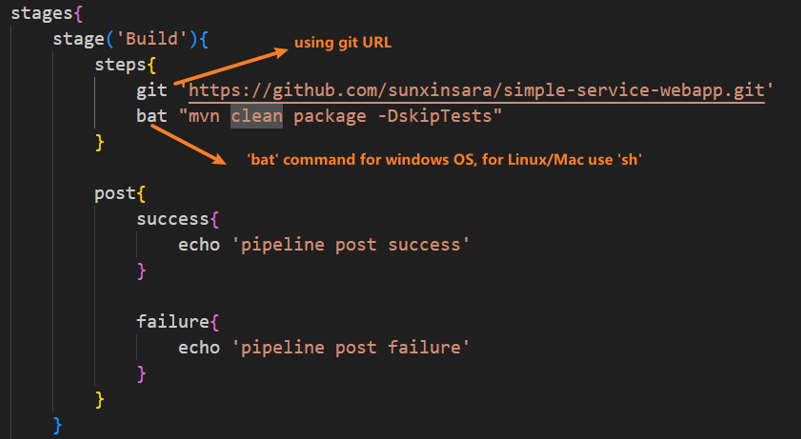 stages{
stage('Build'){
using git URL
steps{
git 'https://github.com/sunxinsara/simple-service-webapp.git'
bat "mvn clean package -DskipTests"
}
'bat' command for windows OS, for Linux/Mac use 'sh'
post{
success{
echo 'pipeline post success'
}
failure{
echo 'pipeline post failure'
}
}
}